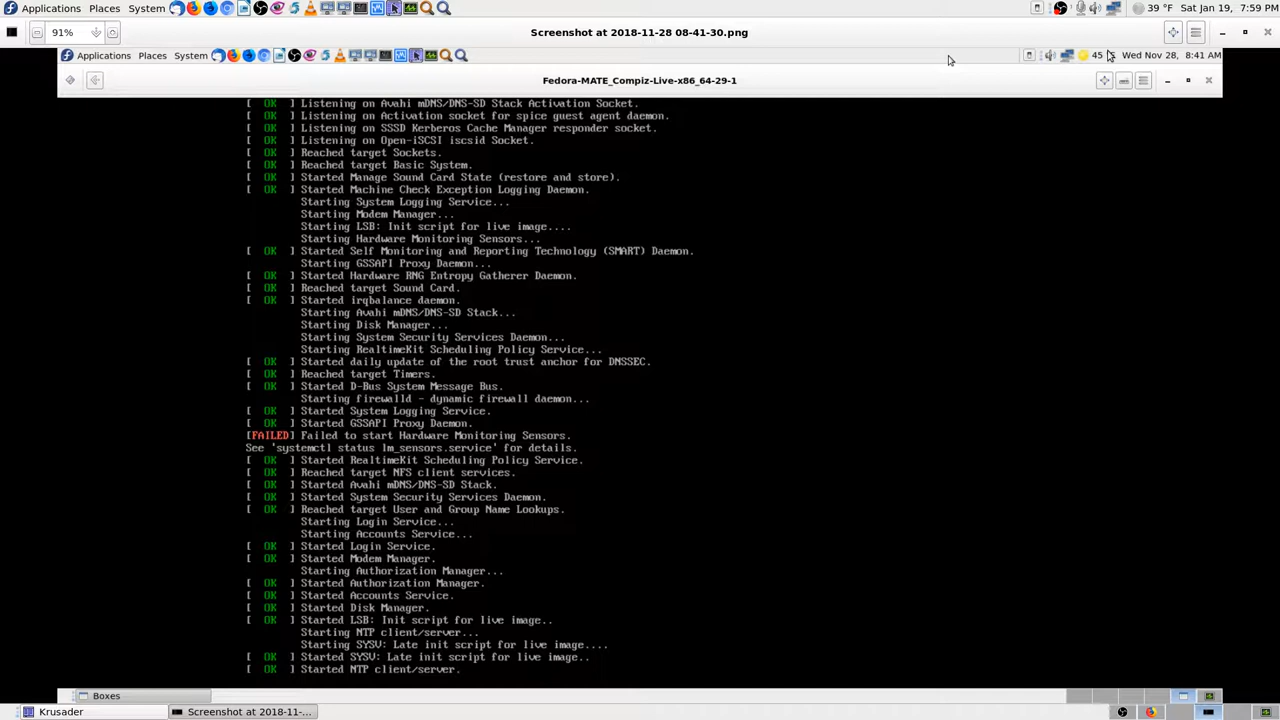 Applications Places System 39 °F Sat Jan 19, 7:59 PM
91% Screenshot at 2018-11-28 08-41-30.png
Applications Places System 45 °F Wed Nov 28, 8:41 AM
Fedora-MATE_Compiz-Live-x86_64-29-1
[ OK ] Listening on Avahi mDNS/DNS-SD Stack Activation Socket.
[ OK ] Listening on Activation socket for spice guest agent daemon.
[ OK ] Listening on SSSD Kerberos Cache Manager responder socket.
[ OK ] Listening on Open-iSCSI iscsid Socket.
[ OK ] Reached target Sockets.
[ OK ] Reached target Basic System.
[ OK ] Started Manage Sound Card State (restore and store).
[ OK ] Started Machine Check Exception Logging Daemon.
Starting System Logging Service...
Starting Modem Manager...
Starting LSB: Init script for live image....
Starting Hardware Monitoring Sensors...
[ OK ] Started Self Monitoring and Reporting Technology (SMART) Daemon.
Starting GSSAPI Proxy Daemon...
[ OK ] Started Hardware RNG Entropy Gatherer Daemon.
[ OK ] Reached target Sound Card.
[ OK ] Started irqbalance daemon.
Starting Avahi mDNS/DNS-SD Stack...
Starting Disk Manager...
Starting System Security Services Daemon...
Starting RealtimeKit Scheduling Policy Service...
[ OK ] Started daily update of the root trust anchor for DNSSEC.
[ OK ] Reached target Timers.
[ OK ] Started D-Bus System Message Bus.
Starting firewalld - dynamic firewall daemon...
[ OK ] Started System Logging Service.
[ OK ] Started GSSAPI Proxy Daemon.
[FAILED] Failed to start Hardware Monitoring Sensors.
See 'systemctl status lm_sensors.service' for details.
[ OK ] Started RealtimeKit Scheduling Policy Service.
[ OK ] Reached target NFS client services.
[ OK ] Started Avahi mDNS/DNS-SD Stack.
[ OK ] Started System Security Services Daemon.
[ OK ] Reached target User and Group Name Lookups.
Starting Login Service...
Starting Accounts Service...
[ OK ] Started Login Service.
[ OK ] Started Modem Manager.
Starting Authorization Manager...
[ OK ] Started Authorization Manager.
[ OK ] Started Accounts Service.
[ OK ] Started Disk Manager.
[ OK ] Started LSB: Init script for live image..
Starting NTP client/server...
Starting SYSV: Late init script for live image....
[ OK ] Started SYSV: Late init script for live image..
[ OK ] Started NTP client/server.
Boxes
Krusader Screenshot at 2018-11-...